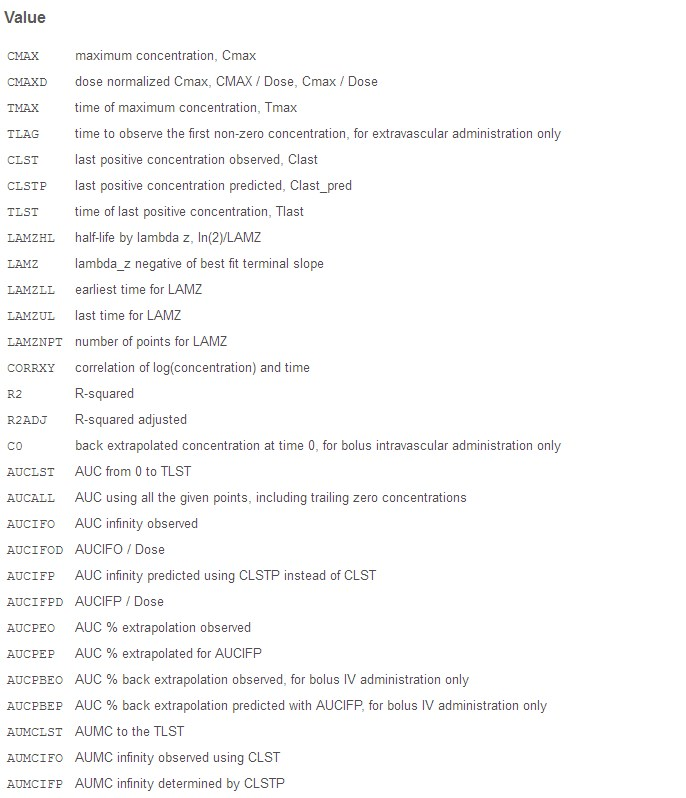 Value
CMAX maximum concentration, Cmax
CMAXD dose normalized Cmax, CMAX / Dose, Cmax / Dose
TMAX time of maximum concentration, Tmax
TLAG time to observe the first non-zero concentration, for extravascular administration only
CLST last positive concentration observed, Clast
CLSTP last positive concentration predicted, Clast_pred
TLST time of last positive concentration, Tlast
LAMZHL half-life by lambda z, ln(2)/LAMZ
LAMZ lambda_z negative of best fit terminal slope
LAMZLL earliest time for LAMZ
LAMZUL last time for LAMZ
LAMZNPT number of points for LAMZ
CORRXY correlation of log(concentration) and time
R2 R-squared
R2ADJ R-squared adjusted
C0 back extrapolated concentration at time 0, for bolus intravascular administration only
AUCLST AUC from 0 to TLST
AUCALL AUC using all the given points, including trailing zero concentrations
AUCIFO AUC infinity observed
AUCIFOD AUCIFO / Dose
AUCIFP AUC infinity predicted using CLSTP instead of CLST
AUCIFPD AUCIFP / Dose
AUCPEO AUC % extrapolation observed
AUCPEP AUC % extrapolated for AUCIFP
AUCPBEO AUC % back extrapolation observed, for bolus IV administration only
AUCPBEP AUC % back extrapolation predicted with AUCIFP, for bolus IV administration only
AUMCLST AUMC to the TLST
AUMCIFO AUMC infinity observed using CLST
AUMCIFP AUMC infinity determined by CLSTP